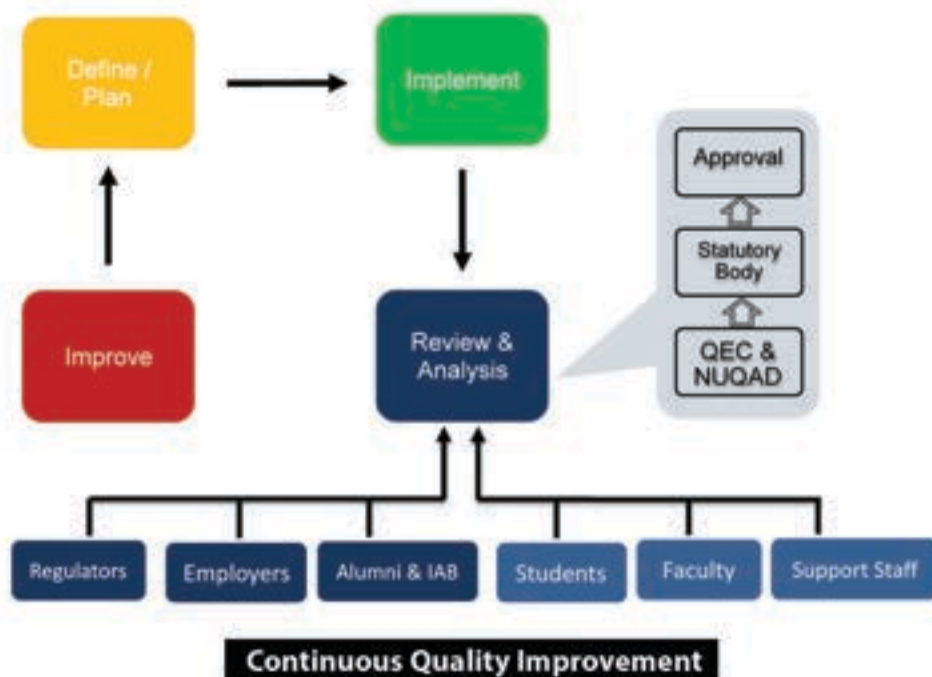 Define /
Plan
Implement
Approval
Statutory
Body
QEC &
NUQAD
Improve
Review &
Analysis
Regulators
Employers
Alumni & IAB
Students
Faculty
Support Staff
Continuous Quality Improvement